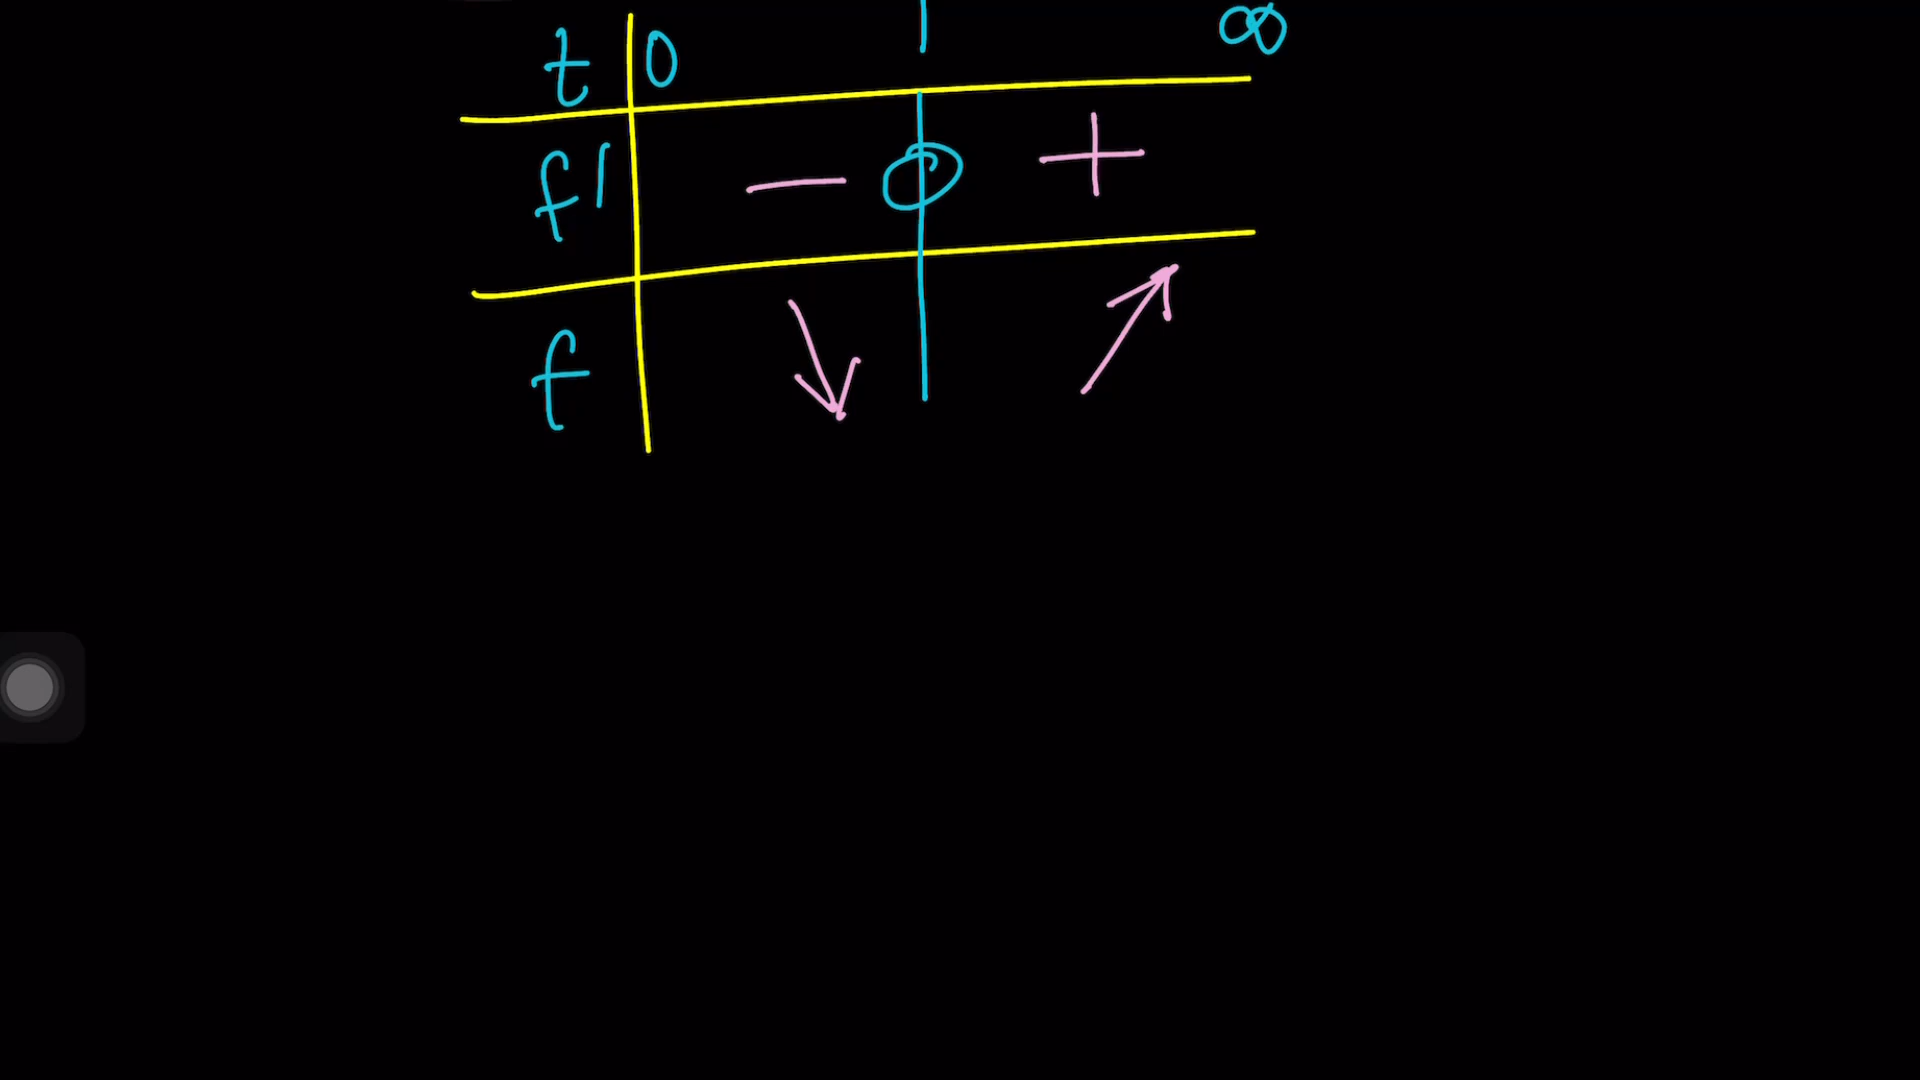 t 0 1 ∞
f' − 0 +
f ↘ ↗